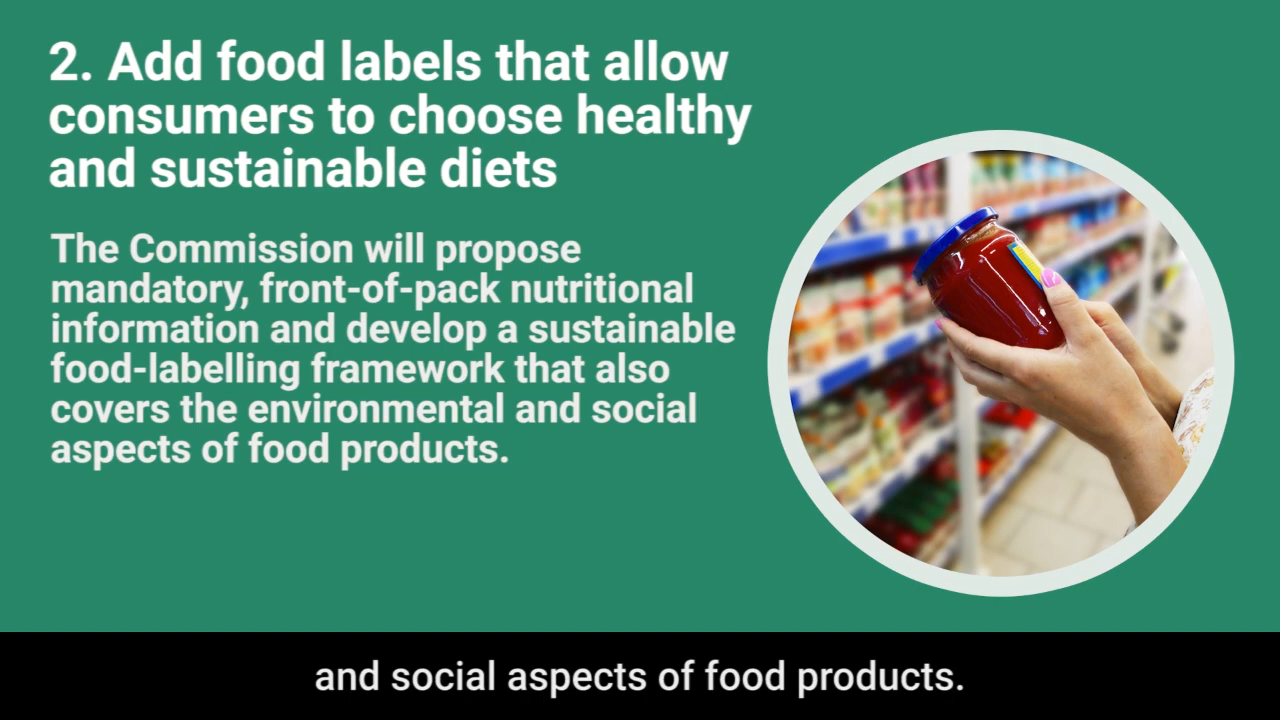 2. Add food labels that allow
consumers to choose healthy
and sustainable diets
The Commission will propose
mandatory, front-of-pack nutritional
information and develop a sustainable
food-labelling framework that also
covers the environmental and social
aspects of food products.
and social aspects of food products.